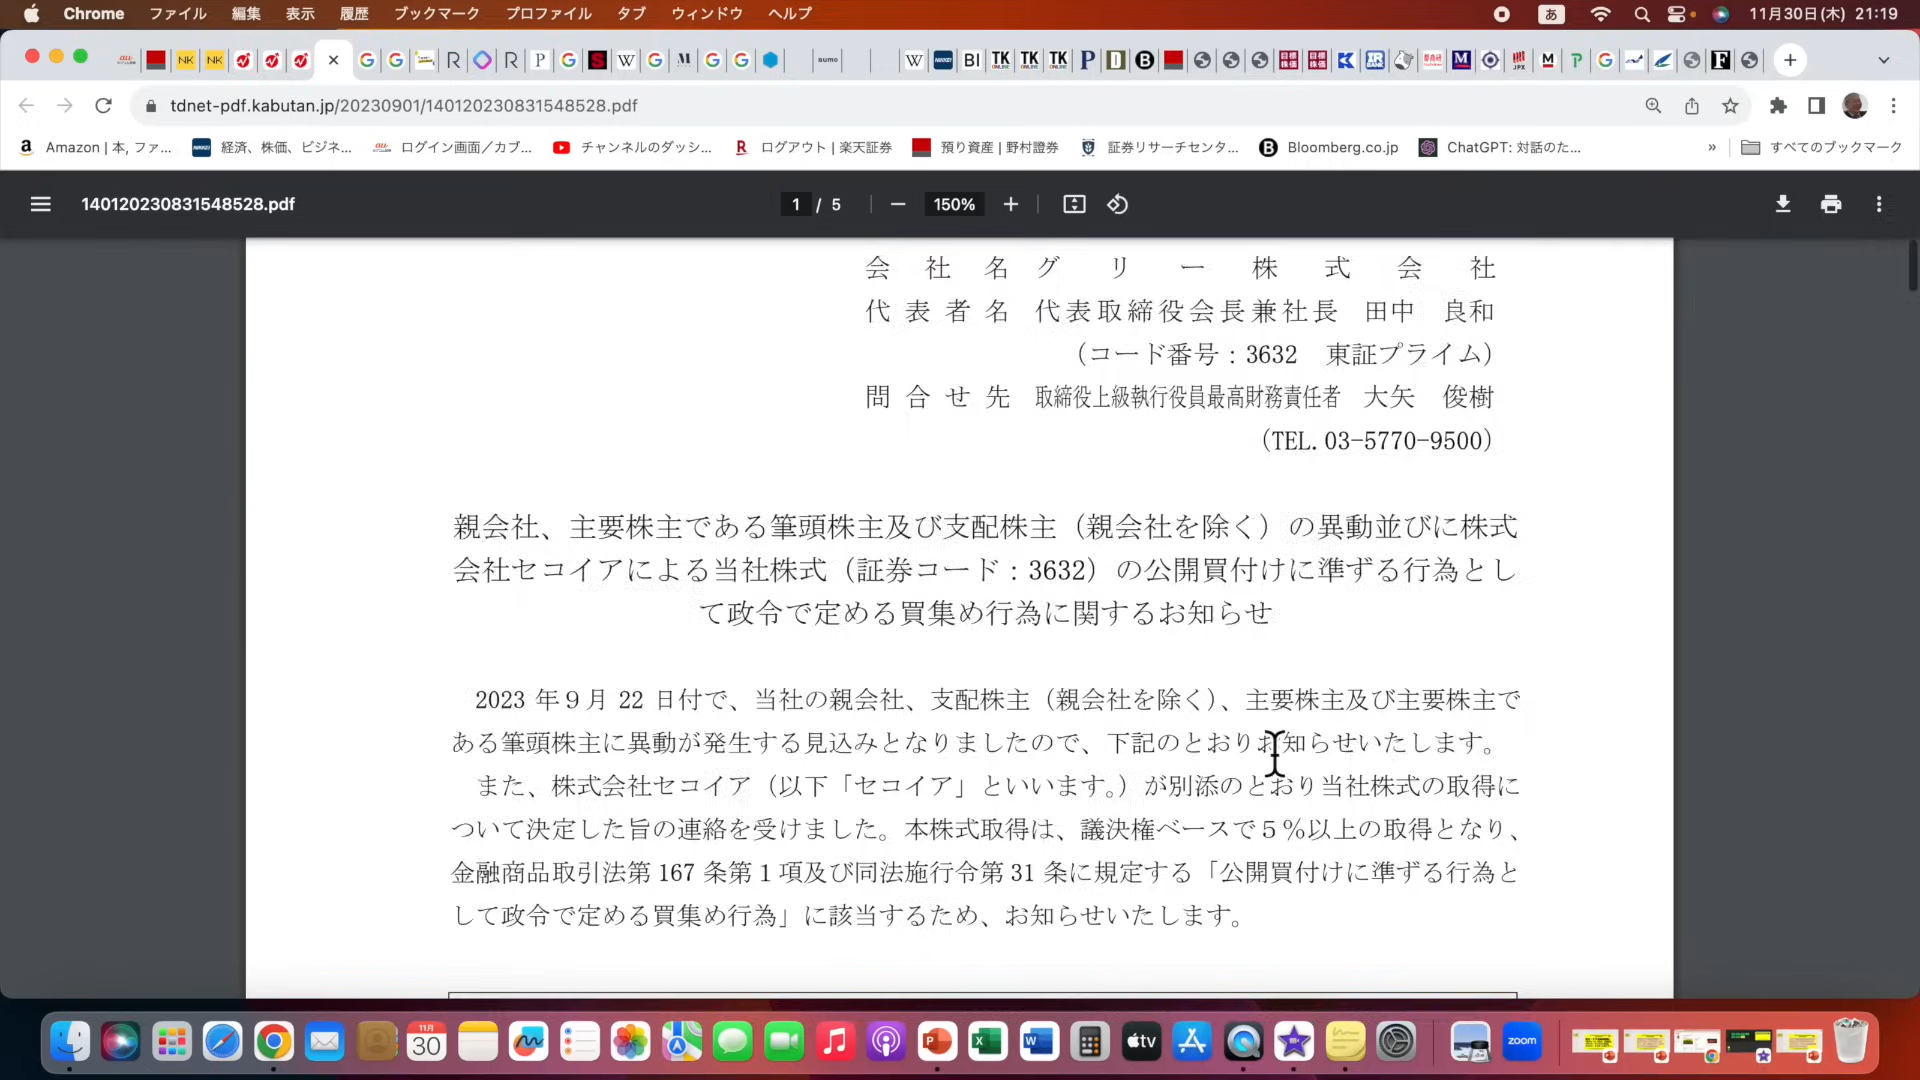 Chrome ファイル 編集 表示 履歴 ブックマーク プロファイル タブ ウィンドウ ヘルプ あ 11月30日(木) 21:19
tdnet-pdf.kabutan.jp/20230901/140120230831548528.pdf
Amazon | 本, ファ... 経済、株価、ビジネ... ログイン画面／カブ... チャンネルのダッシ... ログアウト | 楽天証券 預り資産 | 野村證券 証券リサーチセンタ... Bloomberg.co.jp ChatGPT: 対話のた... » すべてのブックマーク
140120230831548528.pdf 1 / 5 150%
会社名 グリー株式会社
代表者名 代表取締役会長兼社長 田中 良和
（コード番号：3632 東証プライム）
問合せ先 取締役上級執行役員最高財務責任者 大矢 俊樹
（TEL. 03-5770-9500）
親会社、主要株主である筆頭株主及び支配株主（親会社を除く）の異動並びに株式
会社セコイアによる当社株式（証券コード：3632）の公開買付けに準ずる行為とし
て政令で定める買集め行為に関するお知らせ
2023 年９月 22 日付で、当社の親会社、支配株主（親会社を除く）、主要株主及び主要株主で
ある筆頭株主に異動が発生する見込みとなりましたので、下記のとおりお知らせいたします。
また、株式会社セコイア（以下「セコイア」といいます。）が別添のとおり当社株式の取得に
ついて決定した旨の連絡を受けました。本株式取得は、議決権ベースで５％以上の取得となり、
金融商品取引法第 167 条第１項及び同法施行令第 31 条に規定する「公開買付けに準ずる行為と
して政令で定める買集め行為」に該当するため、お知らせいたします。
11月
30
tv
zoom